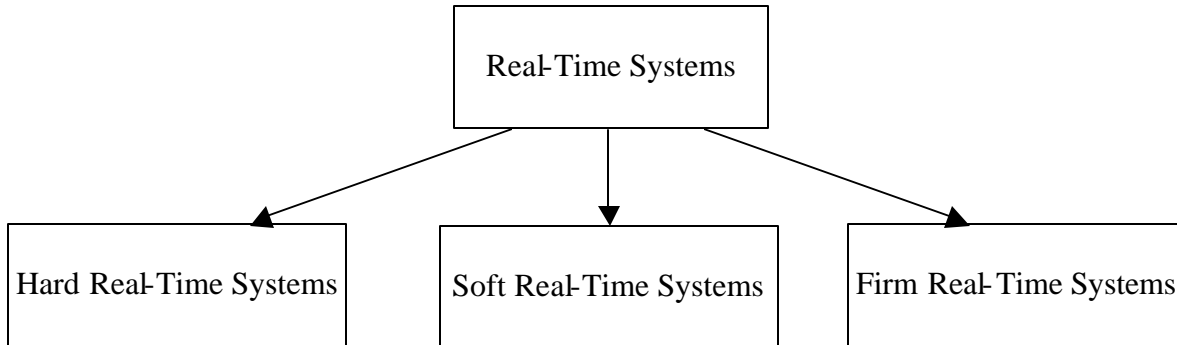 Real-Time Systems
Hard Real-Time Systems
Soft Real-Time Systems
Firm Real-Time Systems